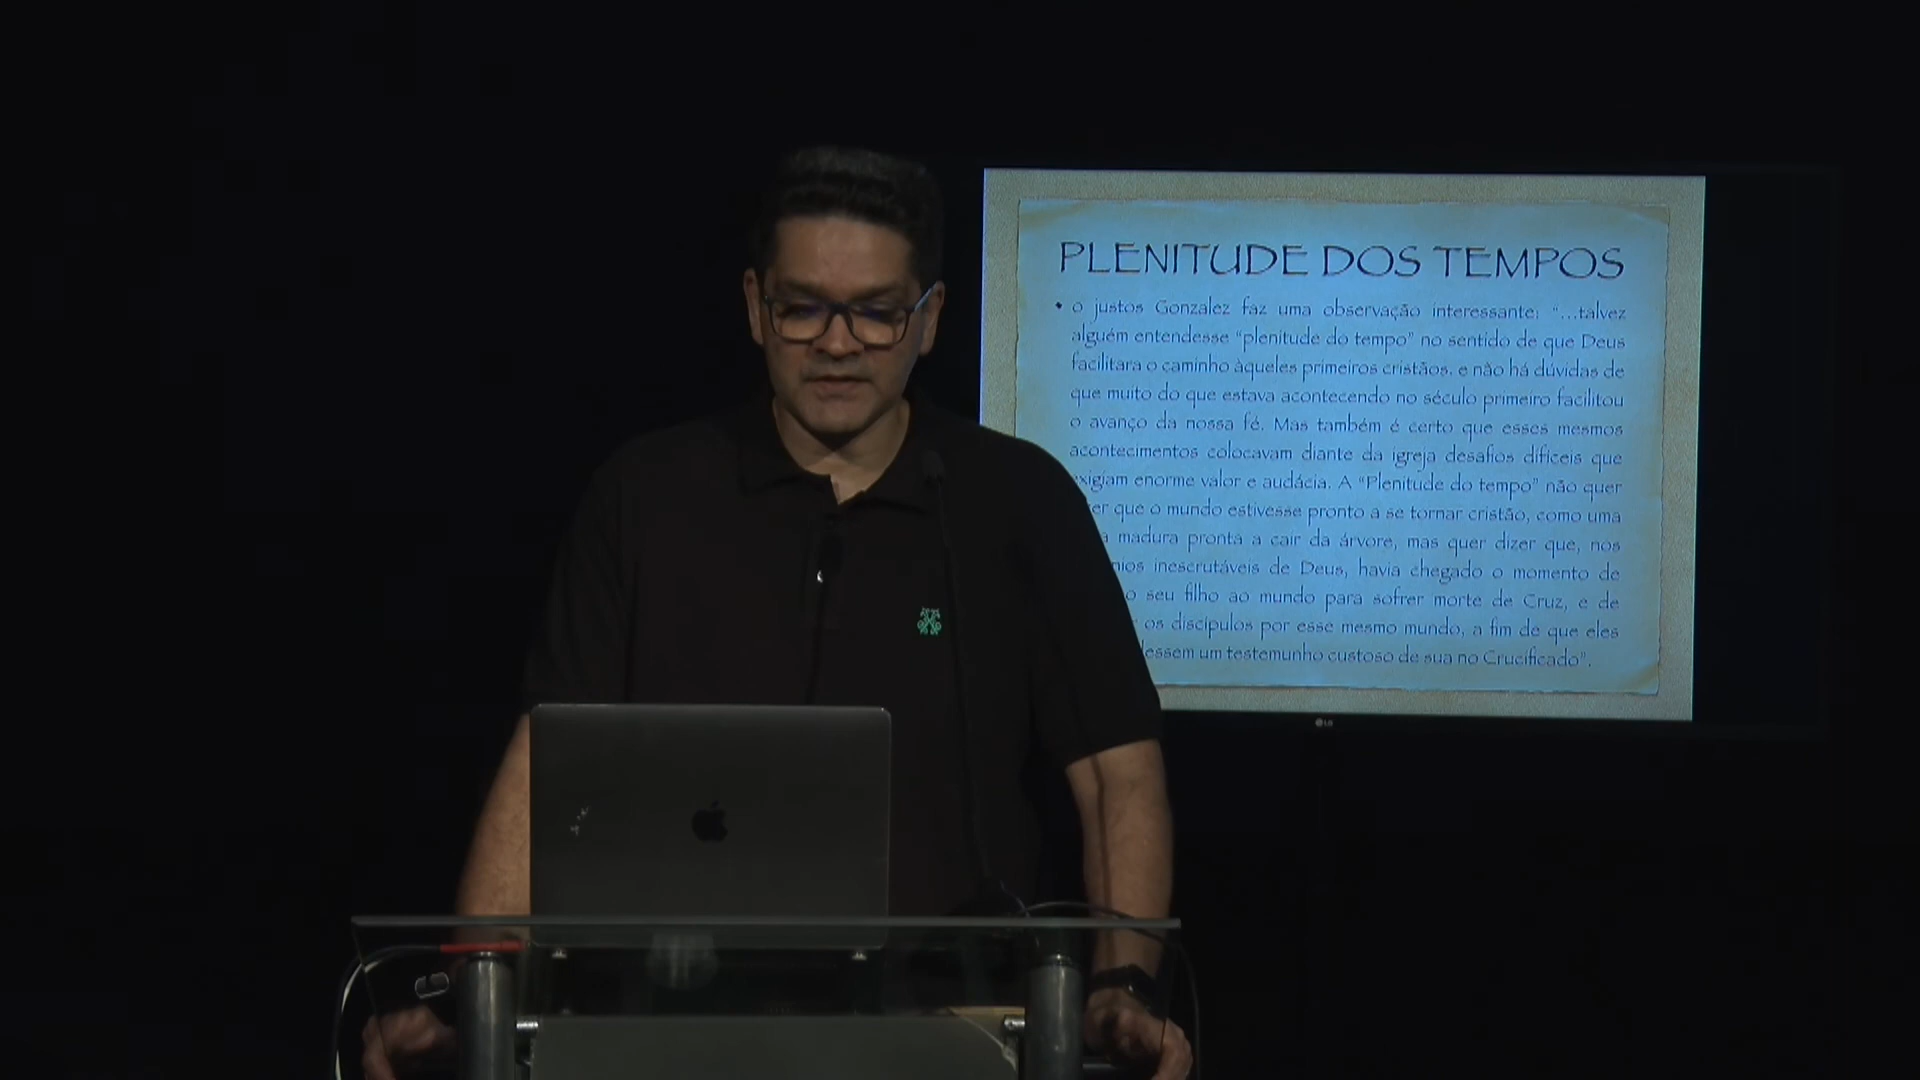 PLENITUDE DOS TEMPOS
• o justos Gonzalez faz uma observação interessante: “...talvez
alguém entendesse “plenitude do tempo” no sentido de que Deus
facilitara o caminho àqueles primeiros cristãos. e não há dúvidas de
que muito do que estava acontecendo no século primeiro facilitou
o avanço da nossa fé. Mas também é certo que esses mesmos
acontecimentos colocavam diante da igreja desafios difíceis que
xigiam enorme valor e audácia. A “Plenitude do tempo” não quer
er que o mundo estivesse pronto a se tornar cristão, como uma
a madura pronta a cair da árvore, mas quer dizer que, nos
nios inescrutáveis de Deus, havia chegado o momento de
o seu filho ao mundo para sofrer morte de Cruz, e de
os discípulos por esse mesmo mundo, a fim de que eles
essem um testemunho custoso de sua no Crucificado”.
LG